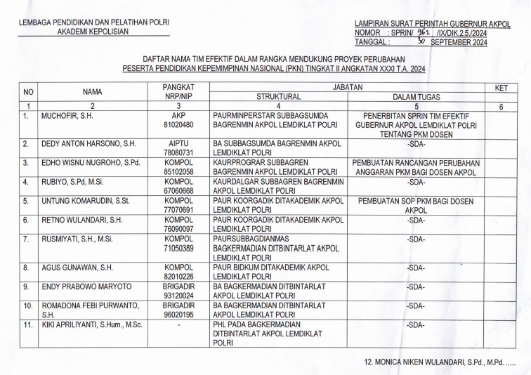 LEMBAGA PENDIDIKAN DAN PELATIHAN POLRI
AKADEMI KEPOLISIAN
LAMPIRAN SURAT PERINTAH GUBERNUR AKPOL
NOMOR : SPRIN/ 962 /IX/DIK.2.5./2024
TANGGAL : 30 SEPTEMBER 2024
DAFTAR NAMA TIM EFEKTIF DALAM RANGKA MENDUKUNG PROYEK PERUBAHAN
PESERTA PENDIDIKAN KEPEMIMPINAN NASIONAL (PKN) TINGKAT II ANGKATAN XXXI T.A. 2024
NO NAMA PANGKAT NRP/NIP JABATAN KET
STRUKTURAL DALAM TUGAS
1 2 3 4 5 6
1. MUCHOFIR, S.H. AKP PAURMINPERSTAR SUBBAGSUMDA PENERBITAN SPRIN TIM EFEKTIF
81020480 BAGRENMIN AKPOL LEMDIKLAT POLRI GUBERNUR AKPOL LEMDIKLAT POLRI
TENTANG PKM DOSEN
2. DEDY ANTON HARSONO, S.H. AIPTU BA SUBBAGSUMDA BAGRENMIN AKPOL -SDA-
78080731 LEMDIKLAT POLRI
3. EDHO WISNU NUGROHO, S.Pd. KOMPOL KAURPROGRAR SUBBAGREN PEMBUATAN RANCANGAN PERUBAHAN
85102058 BAGRENMIN AKPOL LEMDIKLAT POLRI ANGGARAN PKM BAGI DOSEN AKPOL
4. RUBIYO, S.Pd, M.Si. KOMPOL KAURDALGAR SUBBAGREN BAGRENMIN -SDA-
67060668 AKPOL LEMDIKLAT POLRI
5. UNTUNG KOMARUDIN, S.St. KOMPOL PAUR KOORGADIK DITAKADEMIK AKPOL PEMBUATAN SOP PKM BAGI DOSEN
77070691 LEMDIKLAT POLRI AKPOL
6. RETNO WULANDARI, S.H. KOMPOL PAUR KOORGADIK DITAKADEMIK AKPOL -SDA-
76090097 LEMDIKLAT POLRI
7. RUSMIYATI, S.H., M.Si. KOMPOL PAURSUBBAGDIANMAS -SDA-
71050389 BAGKERMADIAN DITBINTARLAT AKPOL
LEMDIKLAT POLRI
8. AGUS GUNAWAN, S.H. KOMPOL PAUR BIDKUM DITAKADEMIK AKPOL -SDA-
82010226 LEMDIKLAT POLRI
9. ENDY PRABOWO MARYOTO BRIGADIR BA BAGKERMADIAN DITBINTARLAT -SDA-
93120024 AKPOL LEMDIKLAT POLRI
10. ROMADONA FEBI PURWANTO, BRIGADIR BA BAGKERMADIAN DITBINTARLAT -SDA-
S.H. 96020195 AKPOL LEMDIKLAT POLRI
11. KIKI APRILIYANTI, S.Hum., M.Sc. - PHL PADA BAGKERMADIAN -SDA-
DITBINTARLAT AKPOL LEMDIKLAT
POLRI
12. MONICA NIKEN WULANDARI, S.Pd., M.Pd. .....